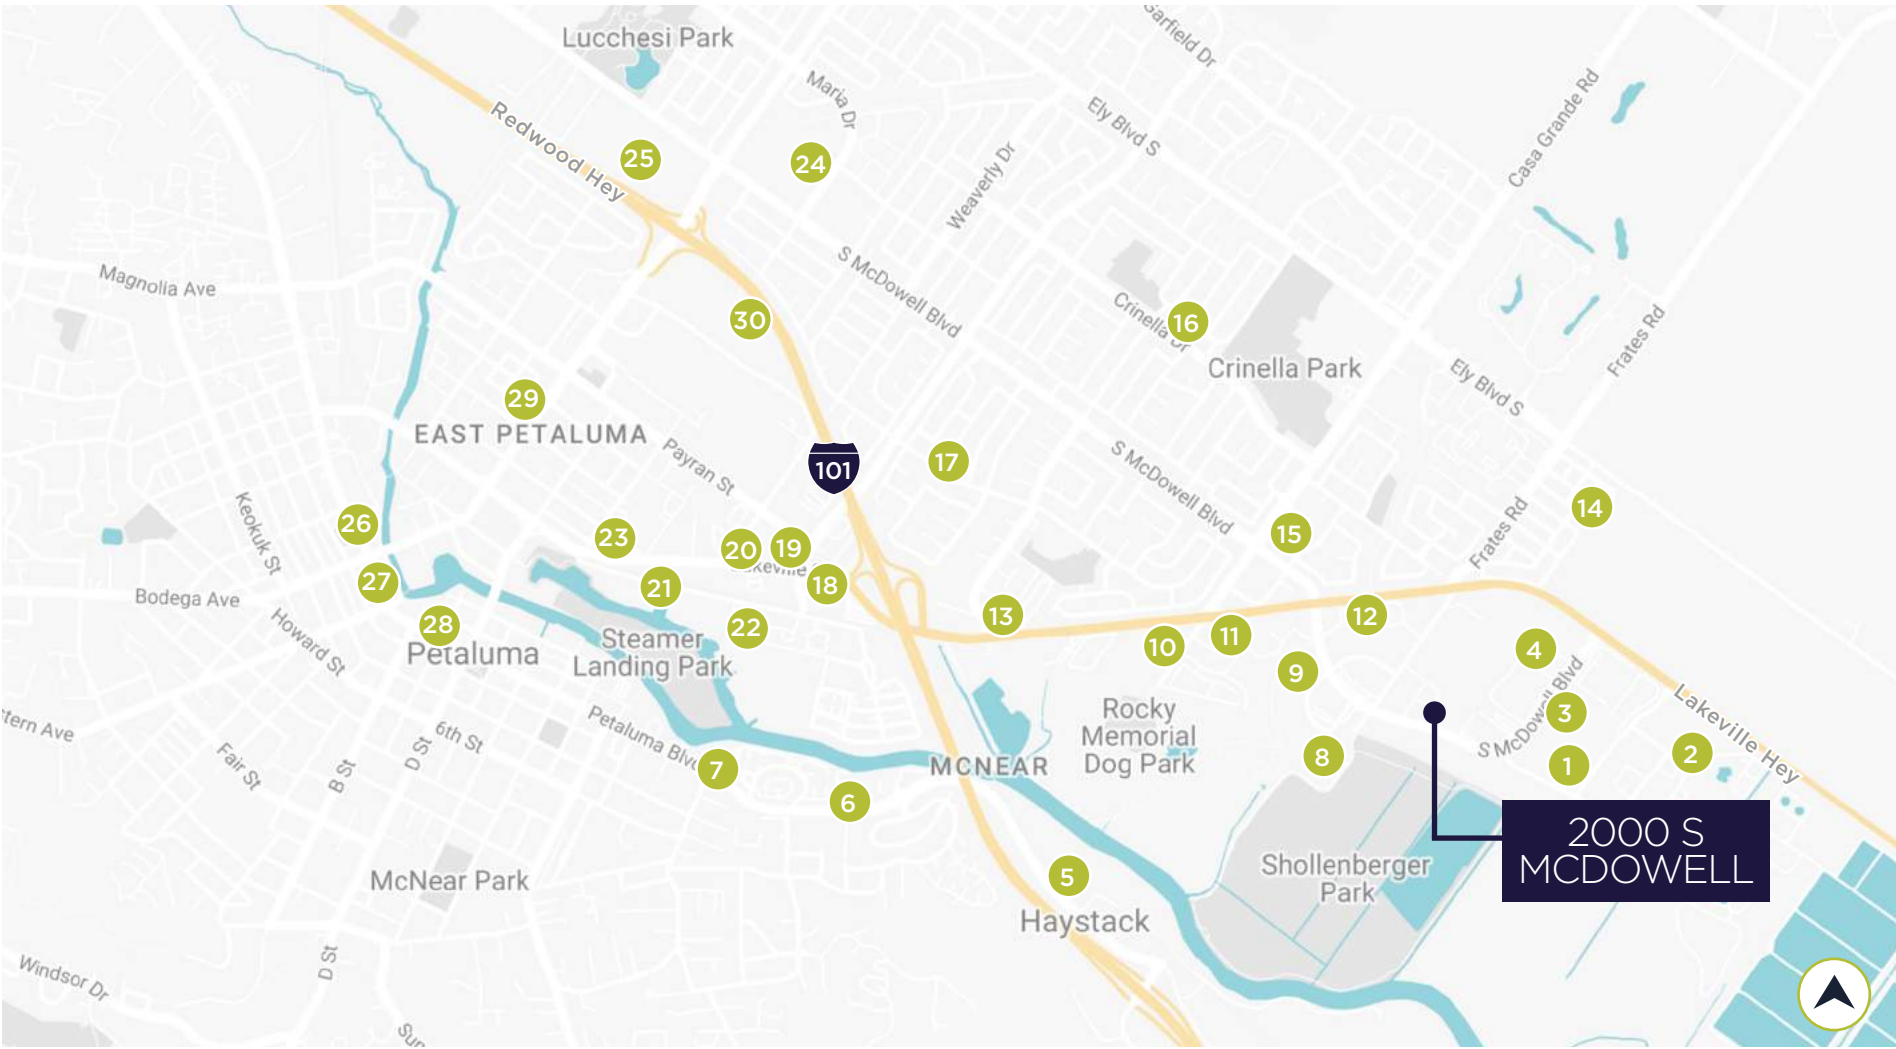 Lucchesi Park
Garfield Dr
Maria Dr
Redwood Hey
25
24
Ely Blvd S
Casa Grande Rd
Weaverly Dr
Magnolia Ave
S McDowell Blvd
30
Crinella Dr
16
Crinella Park
Frates Rd
Ely Blvd S
29
EAST PETALUMA
Payran St
101
17
S McDowell Blvd
Keokuk St
26
23
20
19
15
14
Frates Rd
27
21
18
Bodega Ave
28
22
13
12
Howard St
Petaluma
Steamer
Landing Park
10
11
4
9
tern Ave
6th St
Petaluma Blv
Rocky
Memorial
Dog Park
3
S McDowell Blvd
Lakeville Hey
Fair St
B St
D St
7
MCNEAR
8
1
2
6
2000 S
MCDOWELL
McNear Park
5
Haystack
Shollenberger
Park
D St
Windsor Dr